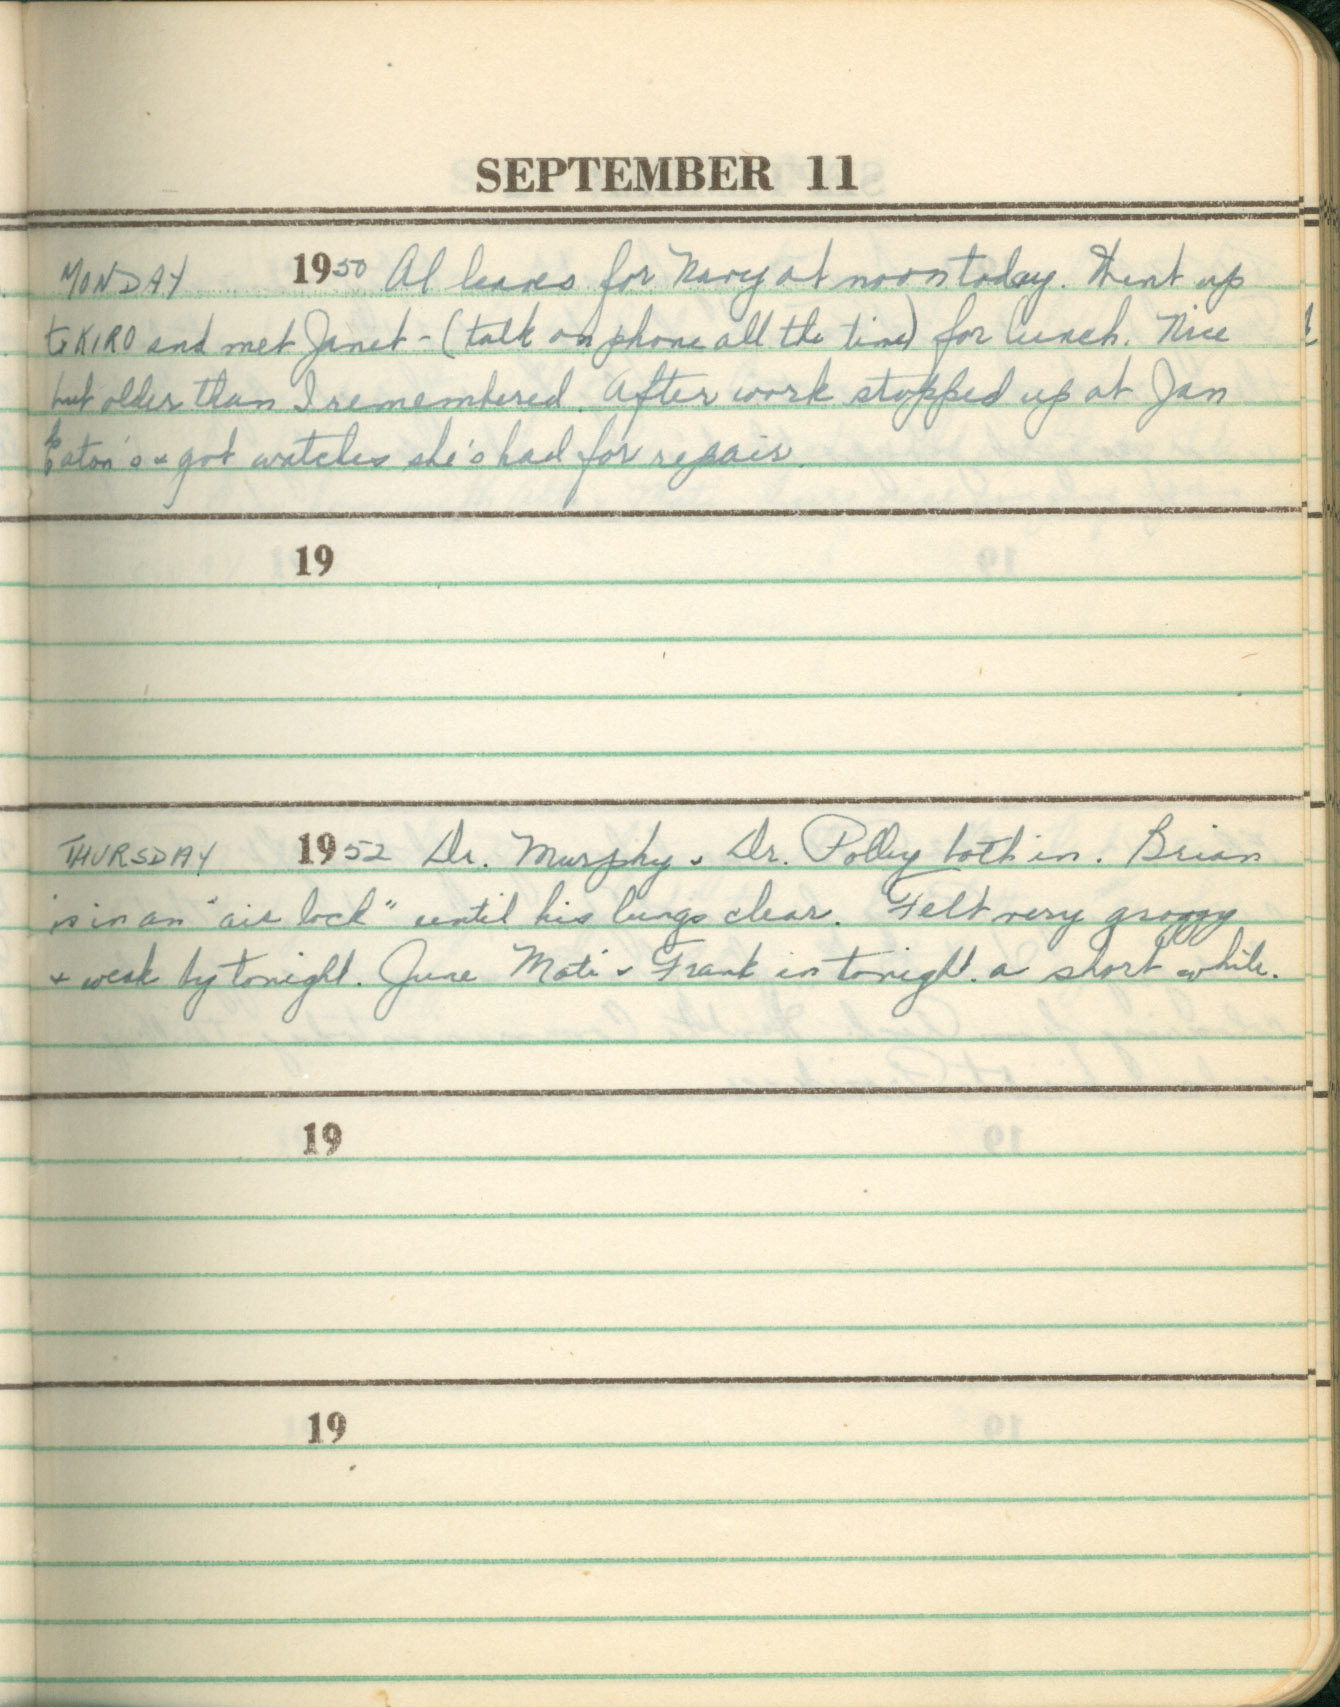 SEPTEMBER 11
MONDAY 1950 Al leaves for Navy at noon today. Went up
to KIRO and met Janet - (talk on phone all the time) for lunch. Nice
but older than I remembered. After work stopped up at Jan
Eaton's & got watches she's had for repair.
19
THURSDAY 1952 Dr. Murphy & Dr. Polley both in. Brian
is in an "air lock" until his lungs clear. Felt very groggy
& weak by tonight. June & Frank in tonight a short while.
19
19